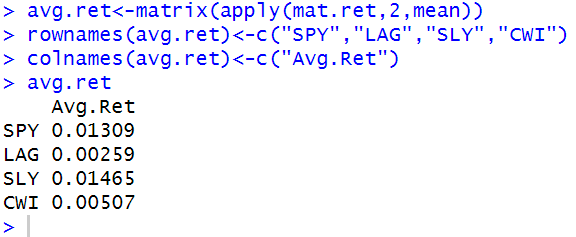 > avg.ret<-matrix(apply(mat.ret,2,mean))
> rownames(avg.ret)<-c("SPY","LAG","SLY","CWI")
> colnames(avg.ret)<-c("Avg.Ret")
> avg.ret
    Avg.Ret
SPY 0.01309
LAG 0.00259
SLY 0.01465
CWI 0.00507
>